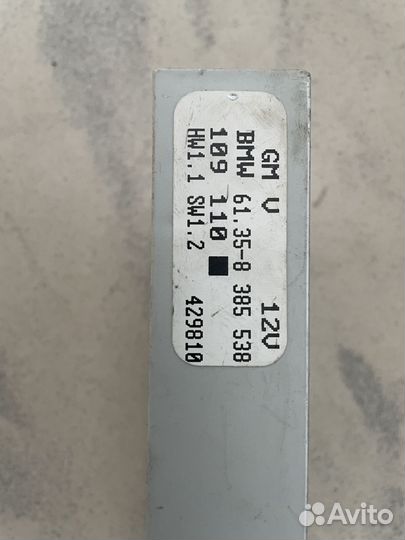 GM V 12V
BMW 61.35-8 385 538
109 110
HW1.1 SW1.2 429810
Avito